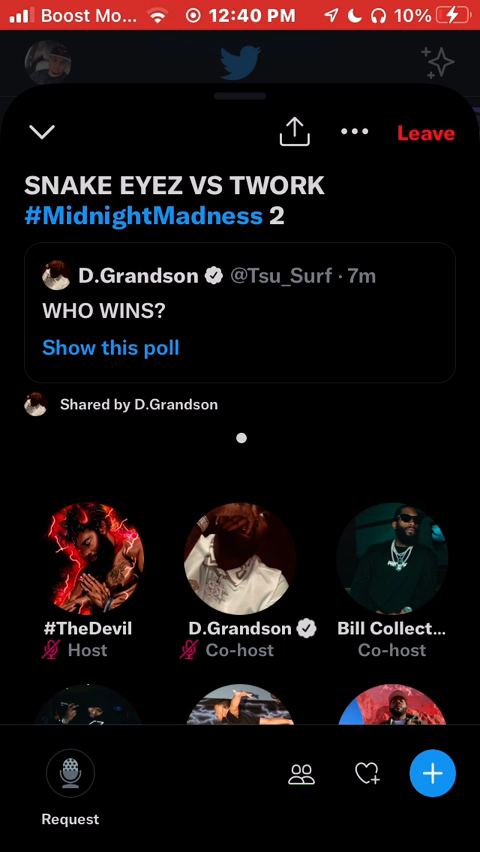 Boost Mo... 12:40 PM 10%
Leave
SNAKE EYEZ VS TWORK
#MidnightMadness 2
D.Grandson @Tsu_Surf · 7m
WHO WINS?
Show this poll
Shared by D.Grandson
#TheDevil D.Grandson Bill Collect...
Host Co-host Co-host
Request